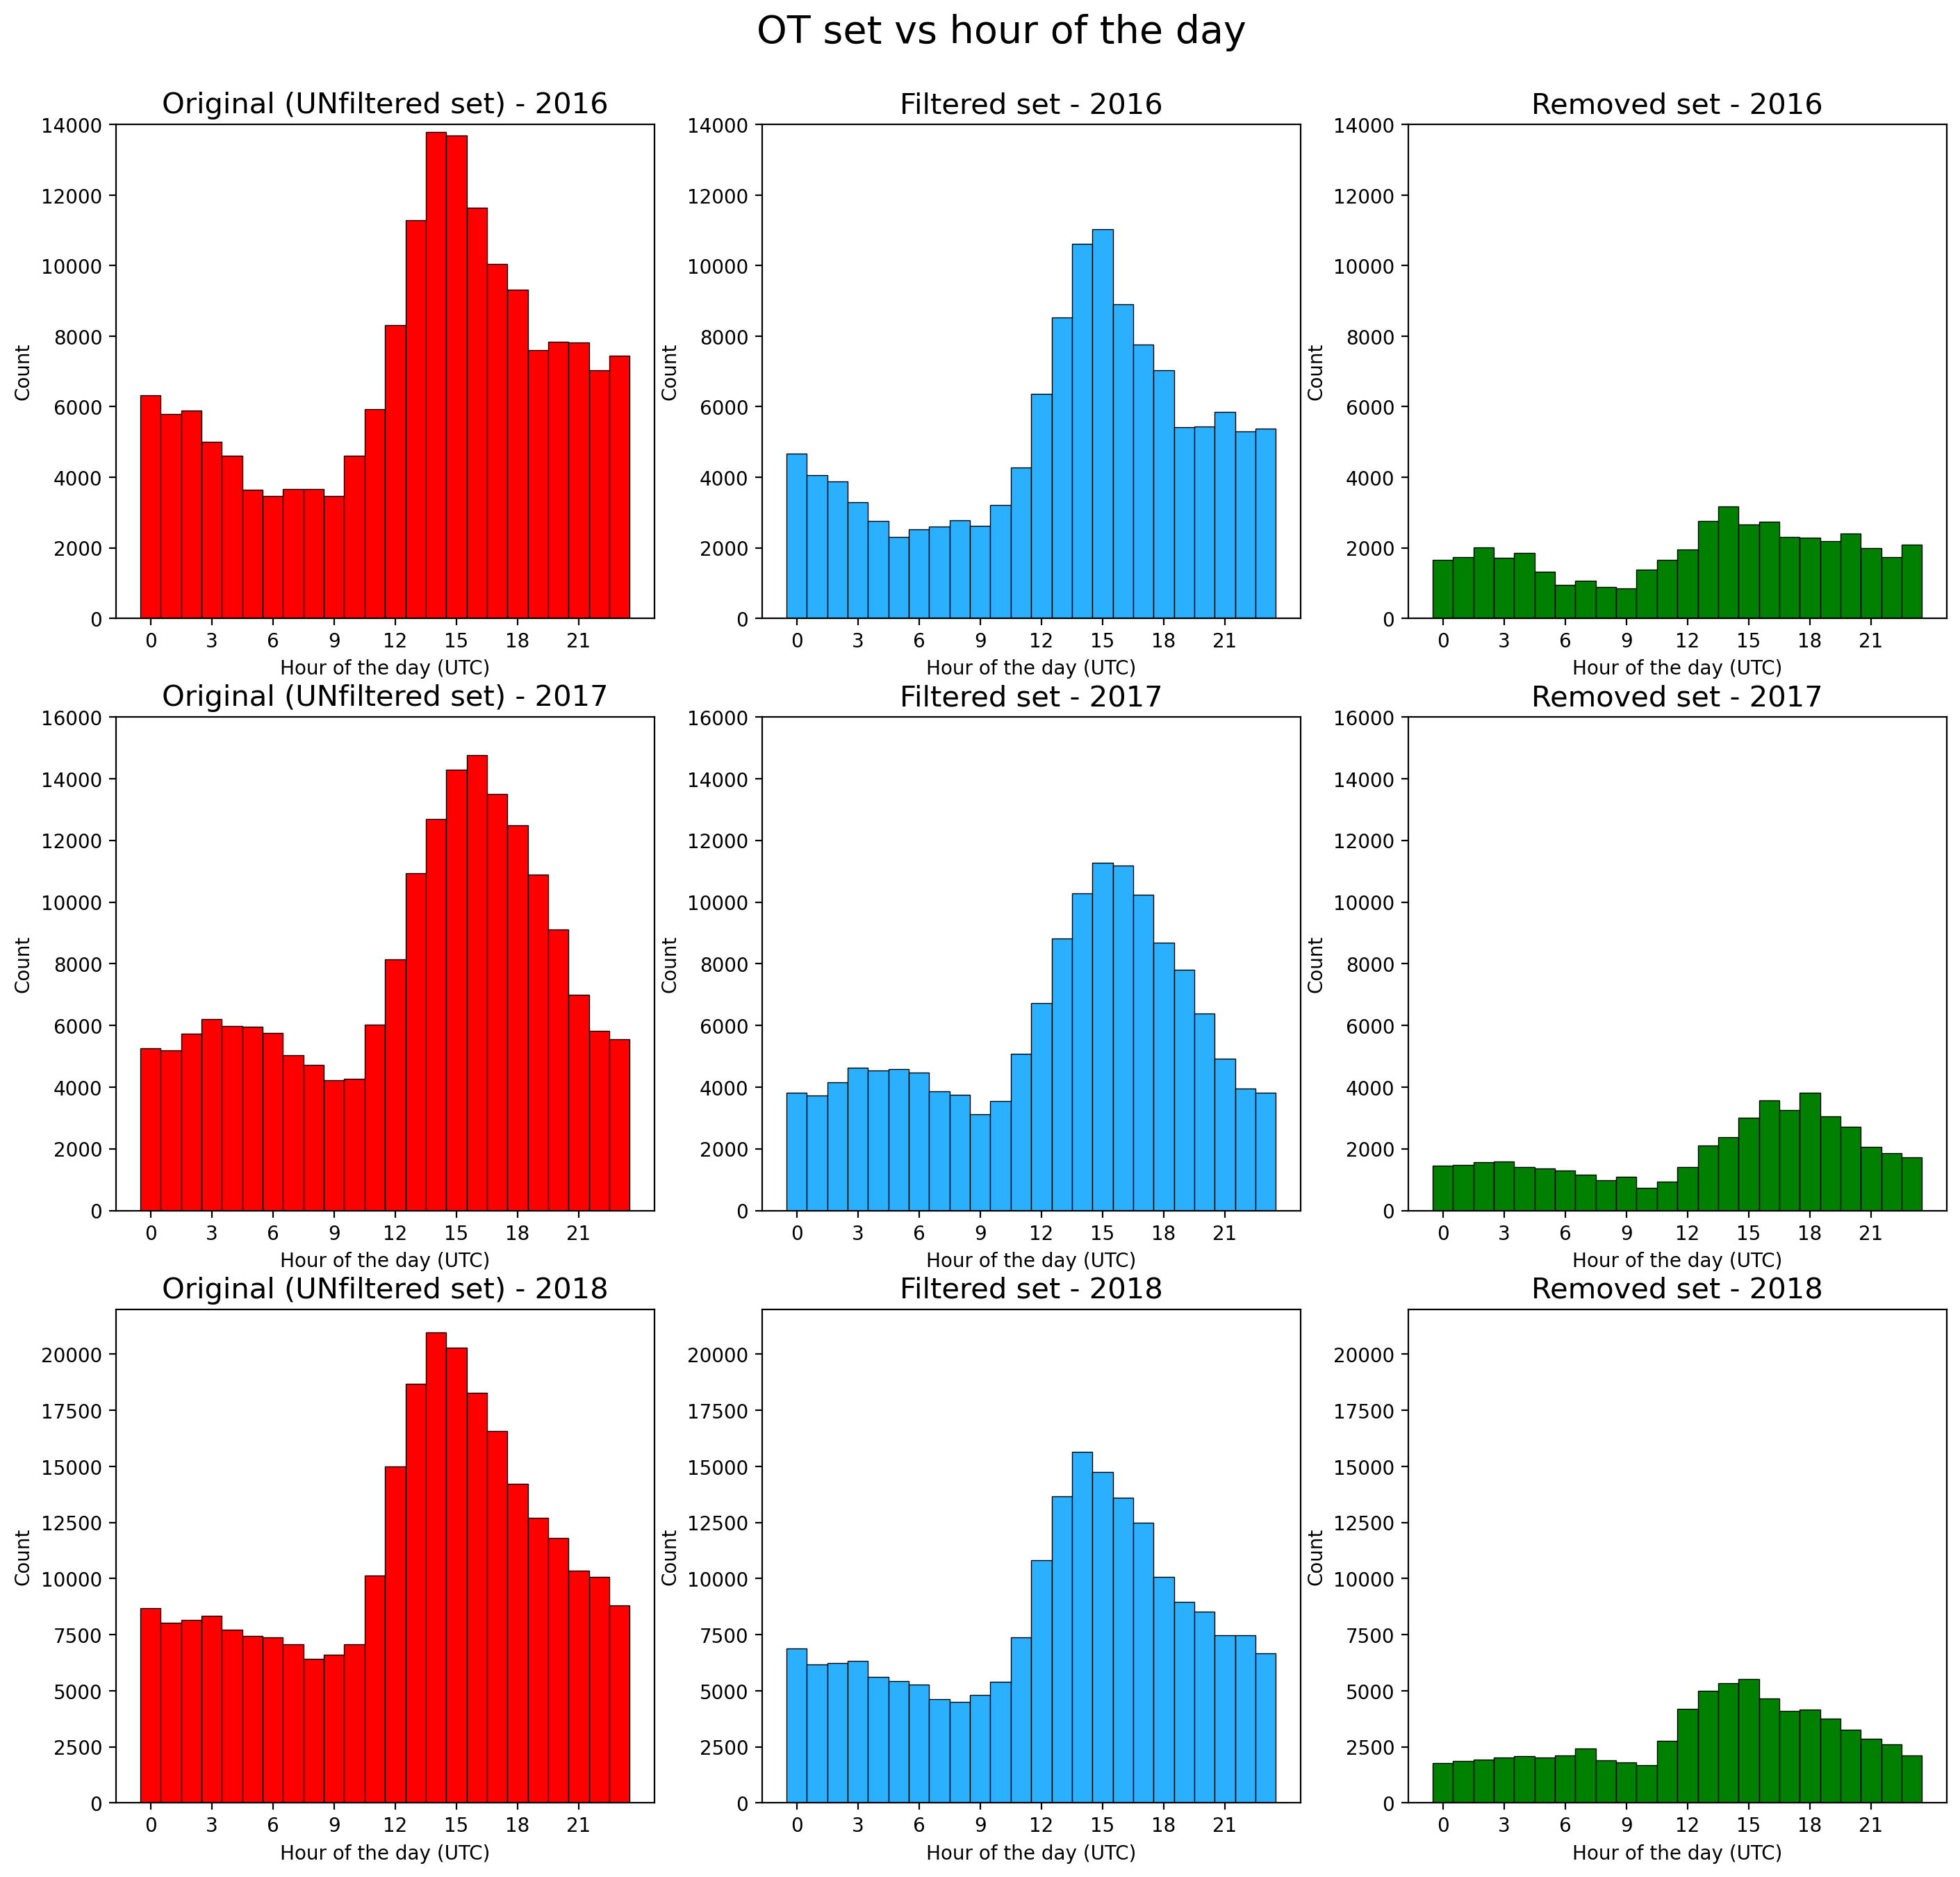 OT set vs hour of the day
Original (UNfiltered set) - 2016
Filtered set - 2016
Removed set - 2016
14000
12000
10000
8000
6000
4000
2000
0
Count
0 3 6 9 12 15 18 21
Hour of the day (UTC)
14000
12000
10000
8000
6000
4000
2000
0
Count
0 3 6 9 12 15 18 21
Hour of the day (UTC)
14000
12000
10000
8000
6000
4000
2000
0
Count
0 3 6 9 12 15 18 21
Hour of the day (UTC)
Original (UNfiltered set) - 2017
Filtered set - 2017
Removed set - 2017
16000
14000
12000
10000
8000
6000
4000
2000
0
Count
0 3 6 9 12 15 18 21
Hour of the day (UTC)
16000
14000
12000
10000
8000
6000
4000
2000
0
Count
0 3 6 9 12 15 18 21
Hour of the day (UTC)
16000
14000
12000
10000
8000
6000
4000
2000
0
Count
0 3 6 9 12 15 18 21
Hour of the day (UTC)
Original (UNfiltered set) - 2018
Filtered set - 2018
Removed set - 2018
20000
17500
15000
12500
10000
7500
5000
2500
0
Count
0 3 6 9 12 15 18 21
Hour of the day (UTC)
20000
17500
15000
12500
10000
7500
5000
2500
0
Count
0 3 6 9 12 15 18 21
Hour of the day (UTC)
20000
17500
15000
12500
10000
7500
5000
2500
0
Count
0 3 6 9 12 15 18 21
Hour of the day (UTC)